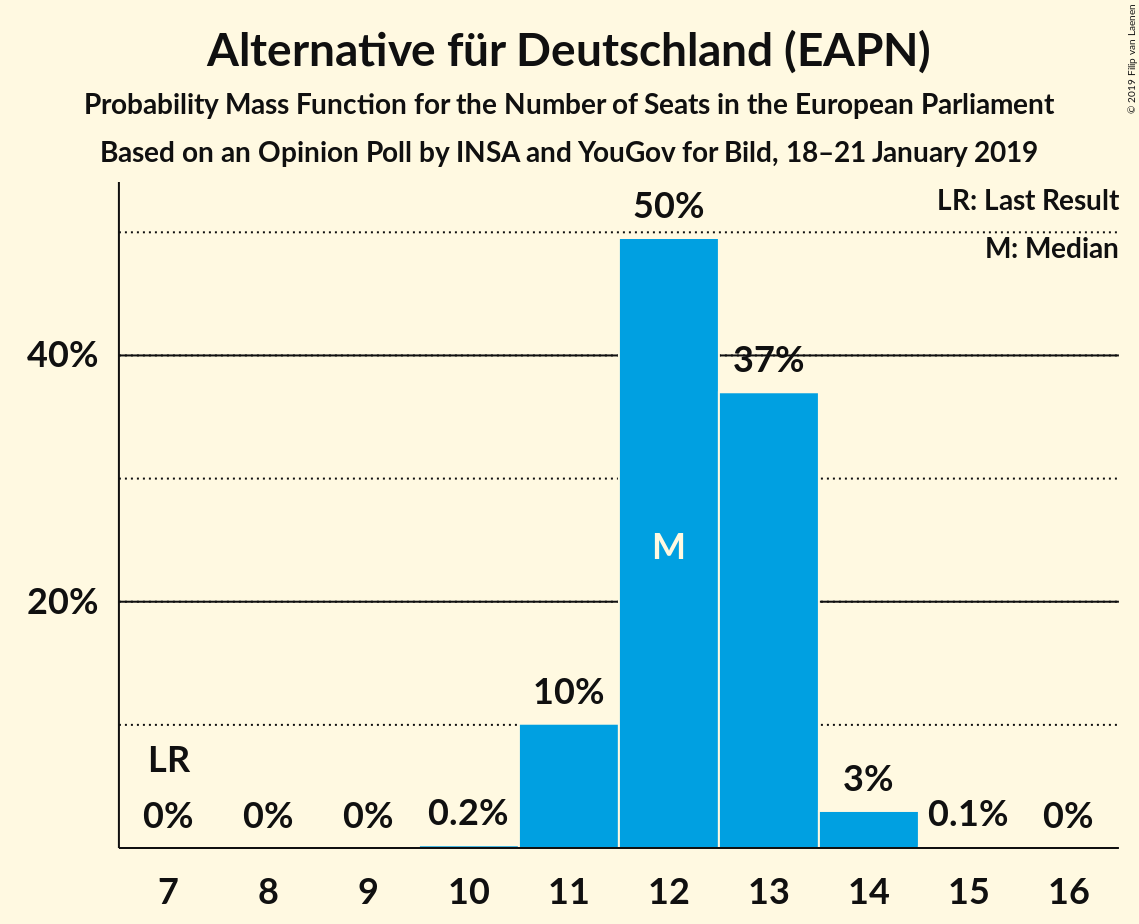 Alternative für Deutschland (EAPN)
Probability Mass Function for the Number of Seats in the European Parliament
Based on an Opinion Poll by INSA and YouGov for Bild, 18–21 January 2019
© 2019 Filip van Laenen
LR: Last Result
M: Median
50%
40%
37%
M
20%
10%
LR
3%
0% 0% 0% 0.2% 0.1% 0%
7 8 9 10 11 12 13 14 15 16